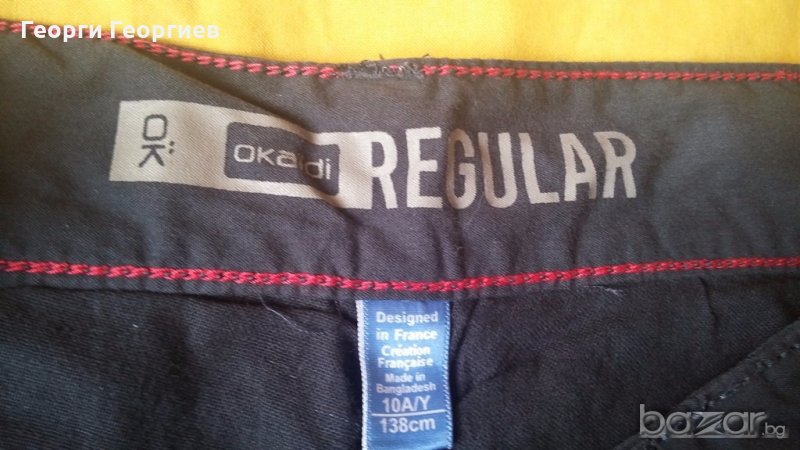 Георги Георгиев
OK: okaidi REGULAR
Designed
in France
Création
Française
Made in
Bangladesh
10A/Y
138cm
bazar.bg